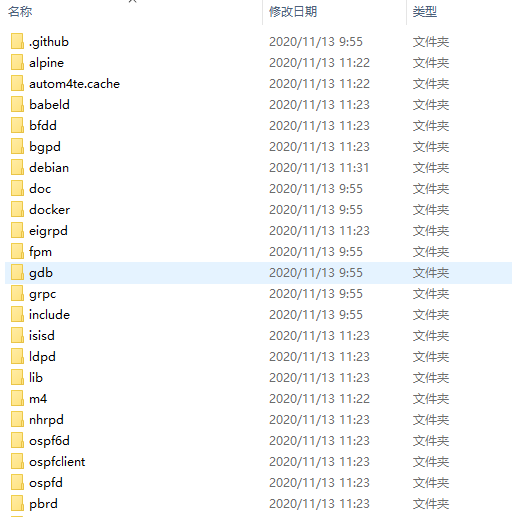 名称 修改日期 类型
.github 2020/11/13 9:55 文件夹
alpine 2020/11/13 11:22 文件夹
autom4te.cache 2020/11/13 11:22 文件夹
babeld 2020/11/13 11:23 文件夹
bfdd 2020/11/13 11:23 文件夹
bgpd 2020/11/13 11:23 文件夹
debian 2020/11/13 11:31 文件夹
doc 2020/11/13 9:55 文件夹
docker 2020/11/13 9:55 文件夹
eigrpd 2020/11/13 11:23 文件夹
fpm 2020/11/13 9:55 文件夹
gdb 2020/11/13 9:55 文件夹
grpc 2020/11/13 9:55 文件夹
include 2020/11/13 9:55 文件夹
isisd 2020/11/13 11:23 文件夹
ldpd 2020/11/13 11:23 文件夹
lib 2020/11/13 11:23 文件夹
m4 2020/11/13 11:22 文件夹
nhrpd 2020/11/13 11:23 文件夹
ospf6d 2020/11/13 11:23 文件夹
ospfclient 2020/11/13 11:23 文件夹
ospfd 2020/11/13 11:23 文件夹
pbrd 2020/11/13 11:23 文件夹